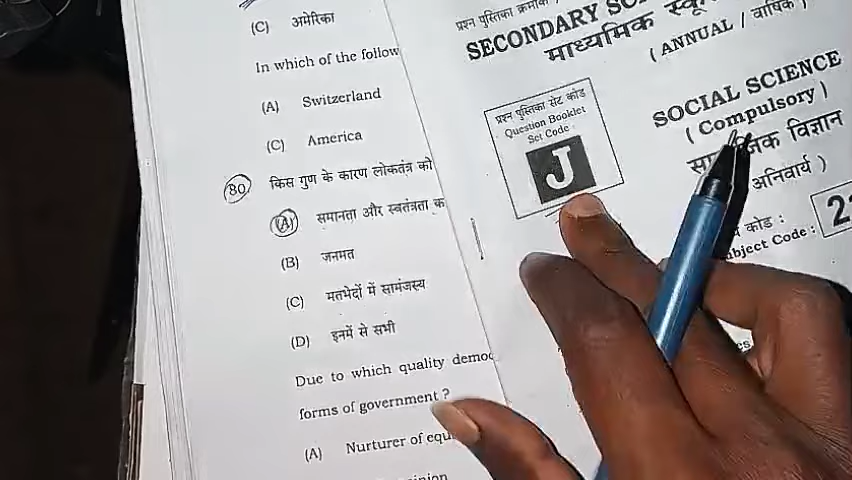 (C) अमेरिका
In which of the follow
(A) Switzerland
(C) America
80 किस गुण के कारण लोकतंत्र को
(A) समानता और स्वतंत्रता क
(B) जनमत
(C) मतभेदों में सामंजस्य
(D) इनमें से सभी
Due to which quality democ
forms of government ?
(A) Nurturer of equ
inion
प्रश्न पुस्तिका क्रमांक
SECONDARY SC
माध्यमिक स्कू
( ANNUAL / वार्षिक )
प्रश्न पुस्तिका सेट कोड
Question Booklet
Set Code
J
SOCIAL SCIENCE
( Compulsory )
विज्ञान
अनिवार्य )
कोड :
bject Code :
2